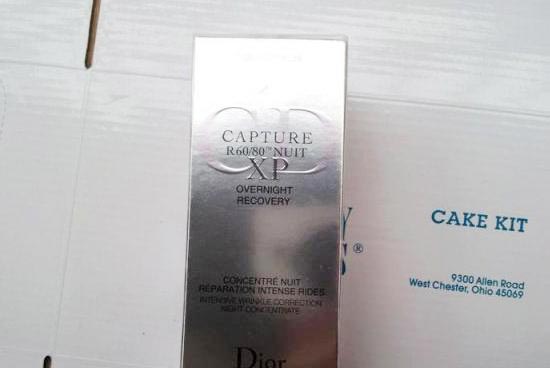 CD
CAPTURE
R60/80™ NUIT
XP
OVERNIGHT
RECOVERY
CONCENTRÉ NUIT
RÉPARATION INTENSE RIDES
INTENSIVE WRINKLE CORRECTION
NIGHT CONCENTRATE
Dior
CAKE KIT
9300 Allen Road
West Chester, Ohio 45069